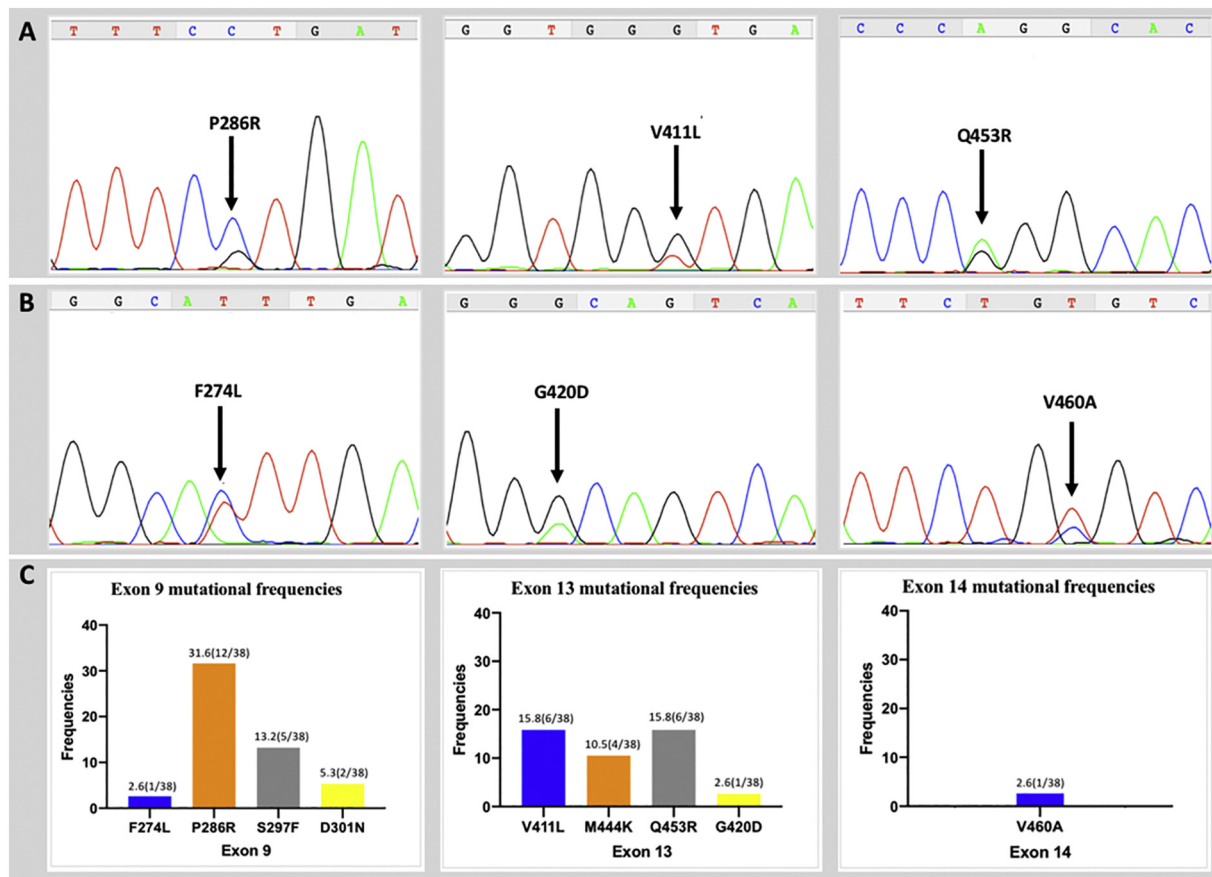 A
T T T C C T G A T
P286R
G G T G G G T G A
V411L
C C C A G G C A C
Q453R
B
G G C A T T T G A
F274L
G G G C A G T C A
G420D
T T C T G T G T C
V460A
C
Exon 9 mutational frequencies
Frequencies
40
30
20
10
0
2.6(1/38)
31.6(12/38)
13.2(5/38)
5.3(2/38)
F274L P286R S297F D301N
Exon 9
Exon 13 mutational frequencies
Frequencies
40
30
20
10
0
15.8(6/38)
10.5(4/38)
15.8(6/38)
2.6(1/38)
V411L M444K Q453R G420D
Exon 13
Exon 14 mutational frequencies
Frequencies
40
30
20
10
0
2.6(1/38)
V460A
Exon 14